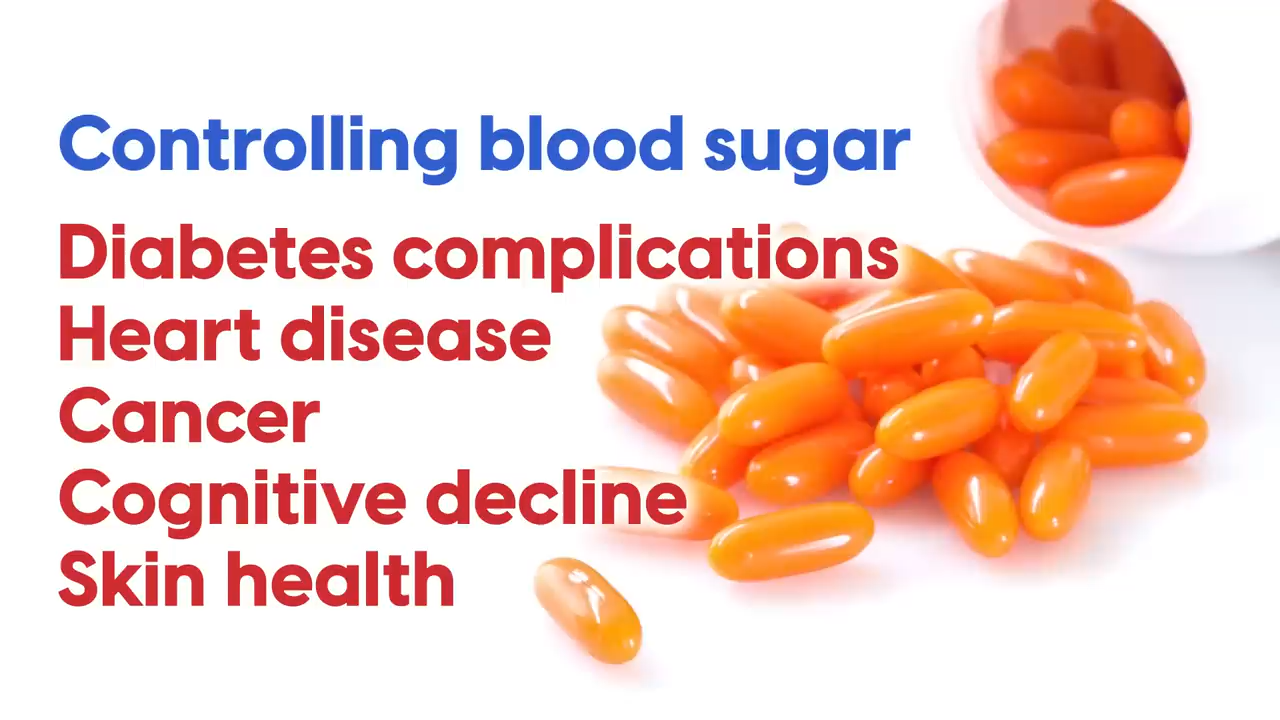 Controlling blood sugar
Diabetes complications
Heart disease
Cancer
Cognitive decline
Skin health